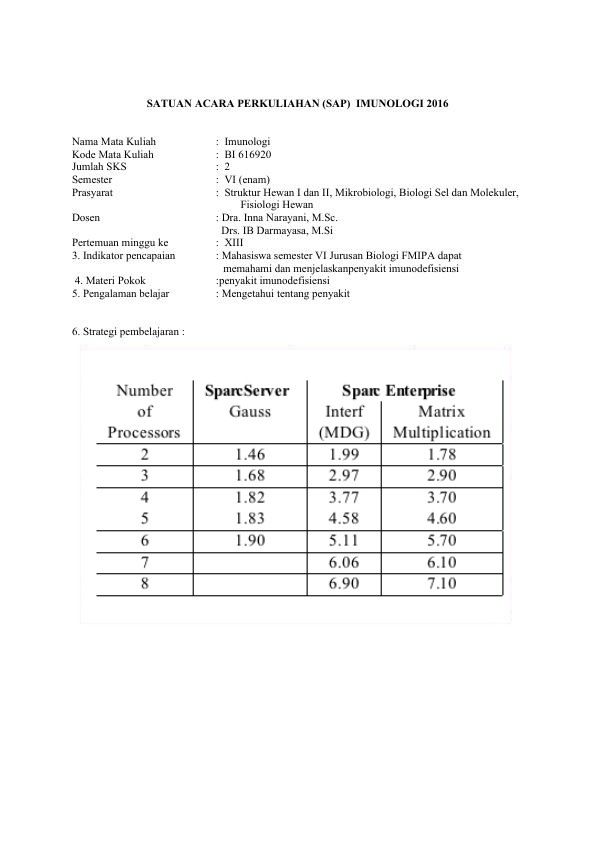 SATUAN ACARA PERKULIAHAN (SAP) IMUNOLOGI 2016
Nama Mata Kuliah : Imunologi
Kode Mata Kuliah : BI 616920
Jumlah SKS : 2
Semester : VI (enam)
Prasyarat : Struktur Hewan I dan II, Mikrobiologi, Biologi Sel dan Molekuler,
Fisiologi Hewan
Dosen : Dra. Inna Narayani, M.Sc.
Drs. IB Darmayasa, M.Si
Pertemuan minggu ke : XIII
3. Indikator pencapaian : Mahasiswa semester VI Jurusan Biologi FMIPA dapat
memahami dan menjelaskanpenyakit imunodefisiensi
4. Materi Pokok :penyakit imunodefisiensi
5. Pengalaman belajar : Mengetahui tentang penyakit
6. Strategi pembelajaran :
Number SparcServer Sparc Enterprise
of Gauss Interf Matrix
Processors (MDG) Multiplication
2 1.46 1.99 1.78
3 1.68 2.97 2.90
4 1.82 3.77 3.70
5 1.83 4.58 4.60
6 1.90 5.11 5.70
7 6.06 6.10
8 6.90 7.10